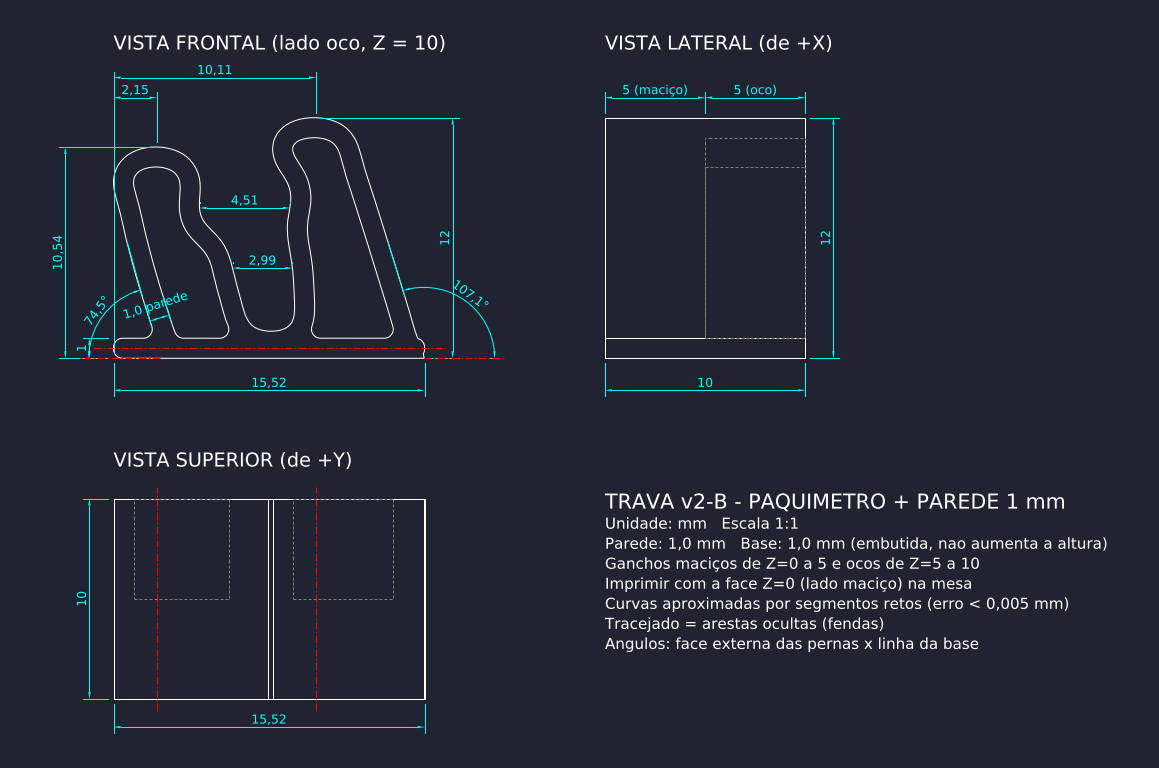 VISTA FRONTAL (lado oco, Z = 10)
10,11
2,15
4,51
2,99
10,54
12
74,5°
1,0 parede
107,1°
1
15,52
VISTA LATERAL (de +X)
5 (maciço)
5 (oco)
12
10
VISTA SUPERIOR (de +Y)
10
15,52
TRAVA v2-B - PAQUIMETRO + PAREDE 1 mm
Unidade: mm   Escala 1:1
Parede: 1,0 mm   Base: 1,0 mm (embutida, nao aumenta a altura)
Ganchos maciços de Z=0 a 5 e ocos de Z=5 a 10
Imprimir com a face Z=0 (lado maciço) na mesa
Curvas aproximadas por segmentos retos (erro < 0,005 mm)
Tracejado = arestas ocultas (fendas)
Angulos: face externa das pernas x linha da base